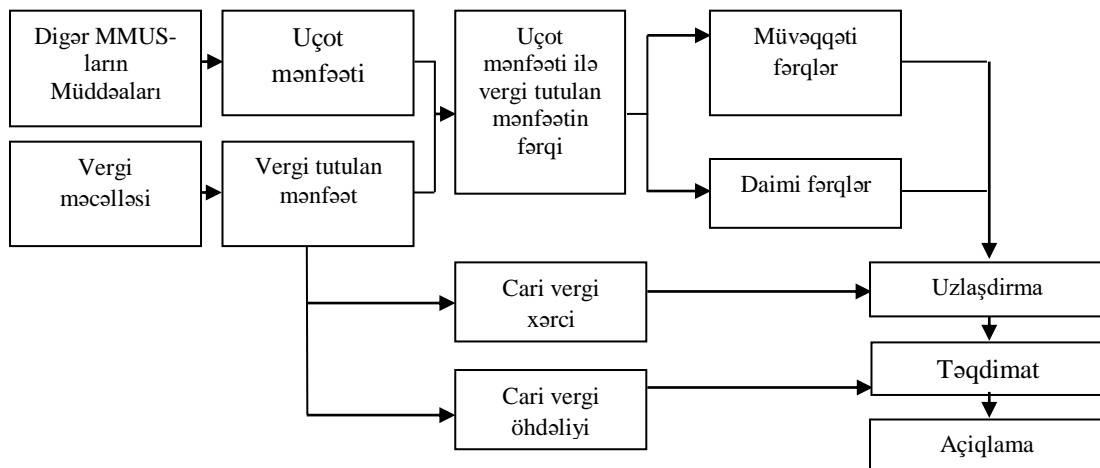 Digər MMUS-
ların
Müddəaları
Uçot
mənfəəti
Uçot
mənfəəti ilə
vergi tutulan
mənfəətin
fərqi
Müvəqqəti
fərqlər
Vergi
məcəlləsi
Vergi tutulan
mənfəət
Daimi fərqlər
Cari vergi
xərci
Uzlaşdirma
Təqdimat
Cari vergi
öhdəliyi
Açiqlama